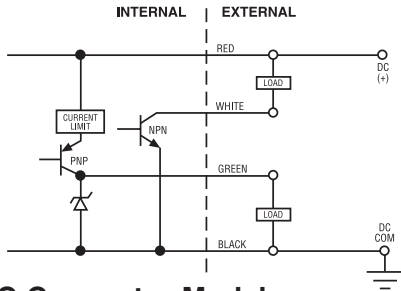 INTERNAL EXTERNAL
RED
DC
(+)
LOAD
CURRENT
LIMIT
WHITE
NPN
PNP
GREEN
LOAD
DC
COM
BLACK